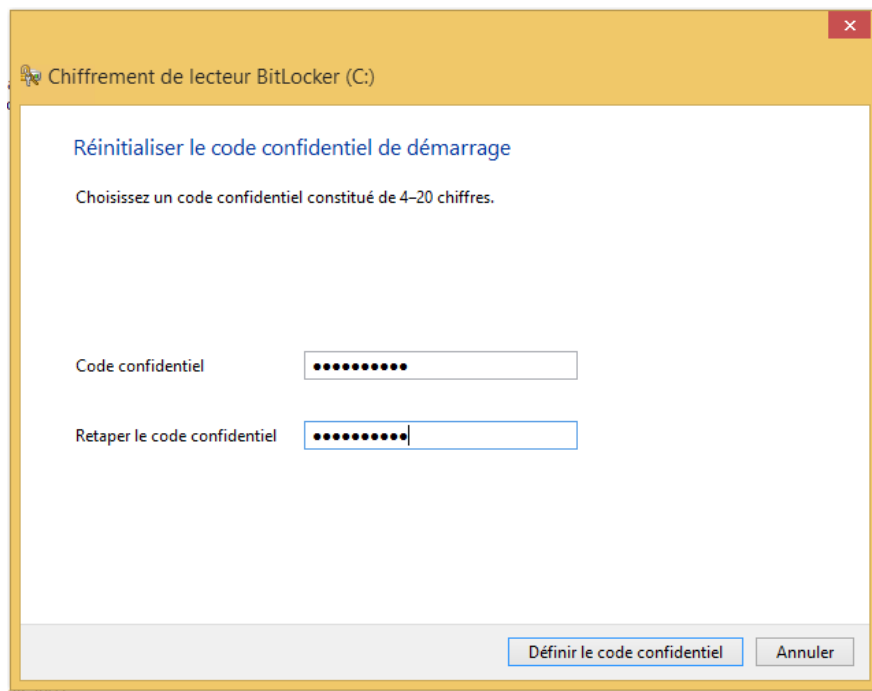 Chiffrement de lecteur BitLocker (C:)
Réinitialiser le code confidentiel de démarrage
Choisissez un code confidentiel constitué de 4–20 chiffres.
Code confidentiel ●●●●●●●●●●
Retaper le code confidentiel ●●●●●●●●●●
Définir le code confidentiel Annuler